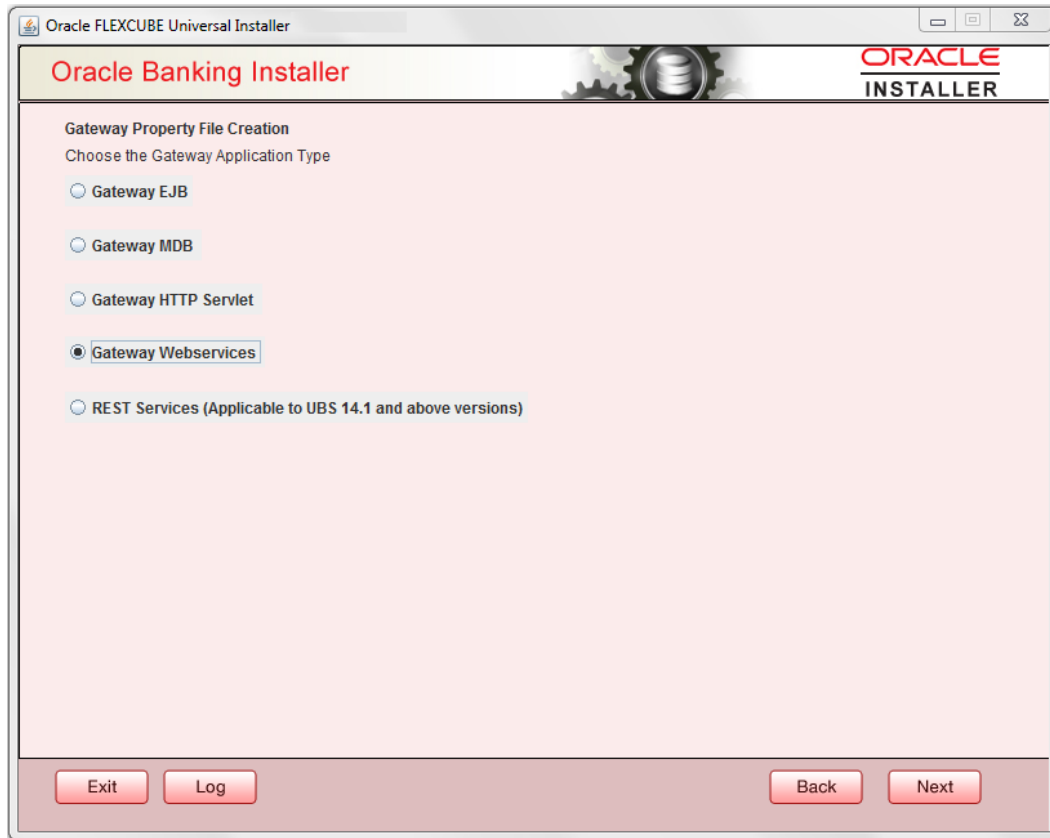 Oracle FLEXCUBE Universal Installer
Oracle Banking Installer
ORACLE
INSTALLER
Gateway Property File Creation
Choose the Gateway Application Type
Gateway EJB
Gateway MDB
Gateway HTTP Servlet
Gateway Webservices
REST Services (Applicable to UBS 14.1 and above versions)
Exit Log Back Next